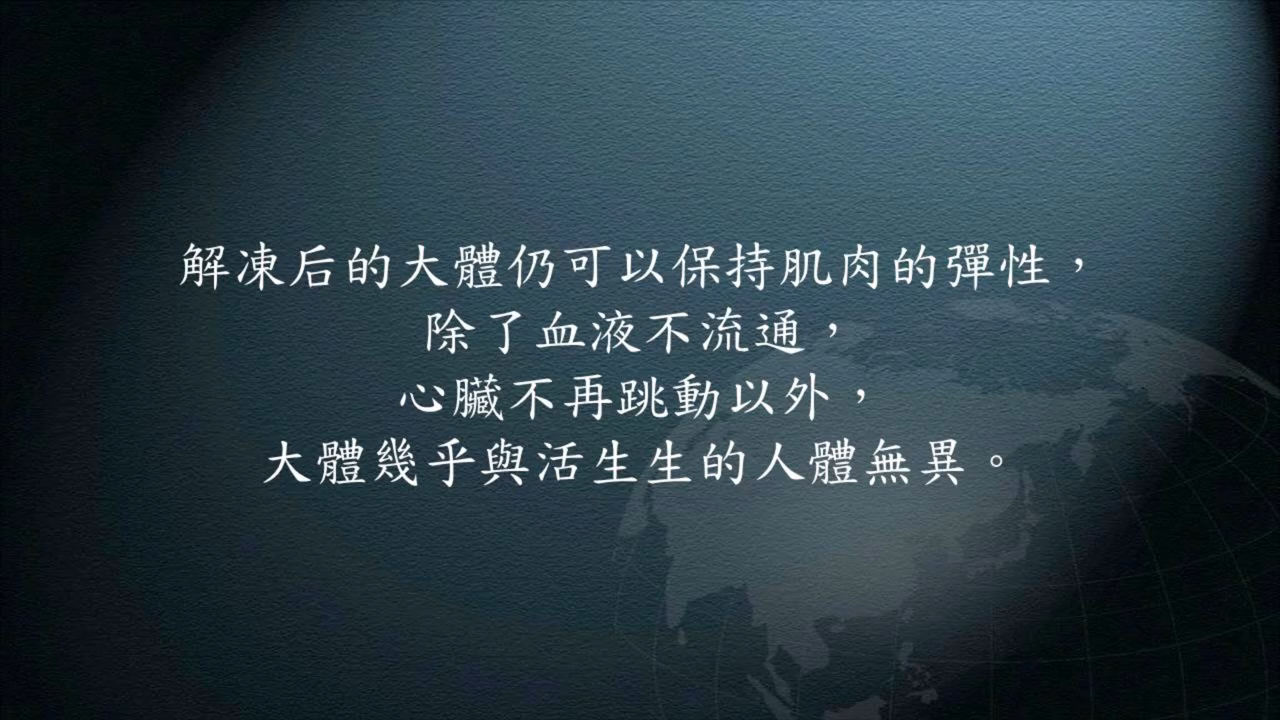 解凍后的大體仍可以保持肌肉的彈性，
除了血液不流通，
心臟不再跳動以外，
大體幾乎與活生生的人體無異。